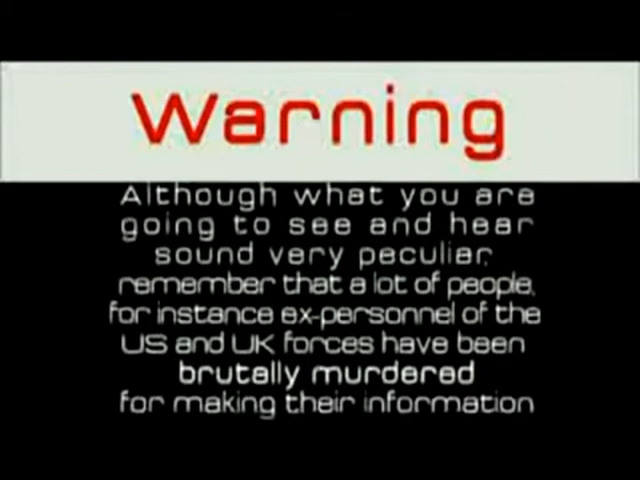 Warning
Although what you are
going to see and hear
sound very peculiar,
remember that a lot of people,
for instance ex-personnel of the
US and UK forces have been
brutally murdered
for making their information